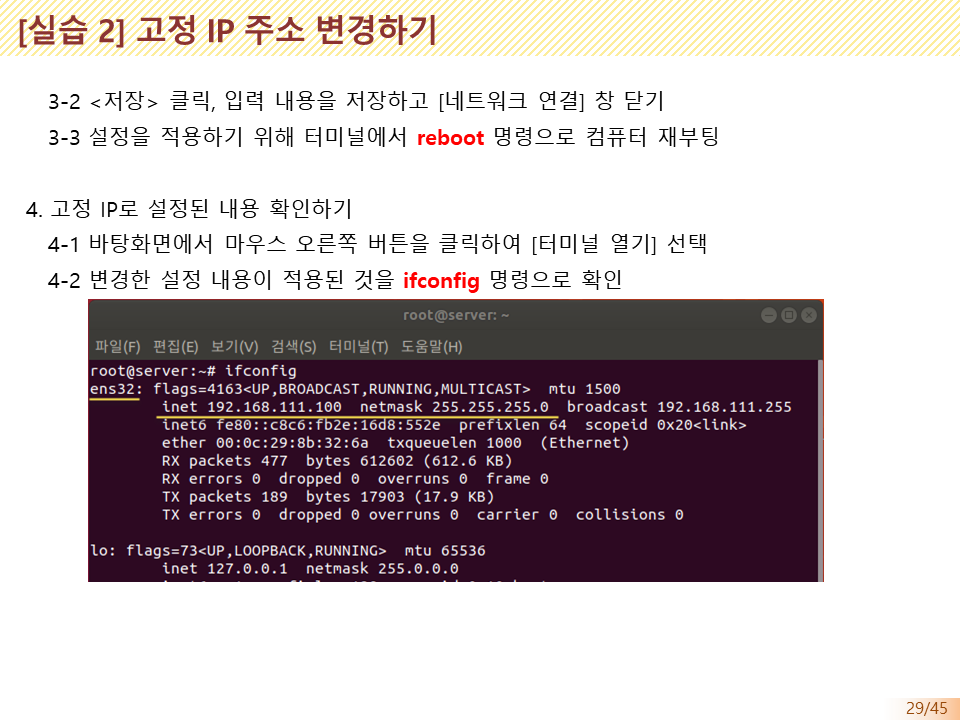 [실습 2] 고정 IP 주소 변경하기
3-2 <저장> 클릭, 입력 내용을 저장하고 [네트워크 연결] 창 닫기
3-3 설정을 적용하기 위해 터미널에서 reboot 명령으로 컴퓨터 재부팅
4. 고정 IP로 설정된 내용 확인하기
4-1 바탕화면에서 마우스 오른쪽 버튼을 클릭하여 [터미널 열기] 선택
4-2 변경한 설정 내용이 적용된 것을 ifconfig 명령으로 확인
root@server: ~
파일(F) 편집(E) 보기(V) 검색(S) 터미널(T) 도움말(H)
root@server:~# ifconfig
ens32: flags=4163<UP,BROADCAST,RUNNING,MULTICAST> mtu 1500
inet 192.168.111.100 netmask 255.255.255.0 broadcast 192.168.111.255
inet6 fe80::c8c6:fb2e:16d8:552e prefixlen 64 scopeid 0x20<link>
ether 00:0c:29:8b:32:6a txqueuelen 1000 (Ethernet)
RX packets 477 bytes 612602 (612.6 KB)
RX errors 0 dropped 0 overruns 0 frame 0
TX packets 189 bytes 17903 (17.9 KB)
TX errors 0 dropped 0 overruns 0 carrier 0 collisions 0
lo: flags=73<UP,LOOPBACK,RUNNING> mtu 65536
inet 127.0.0.1 netmask 255.0.0.0
29/45